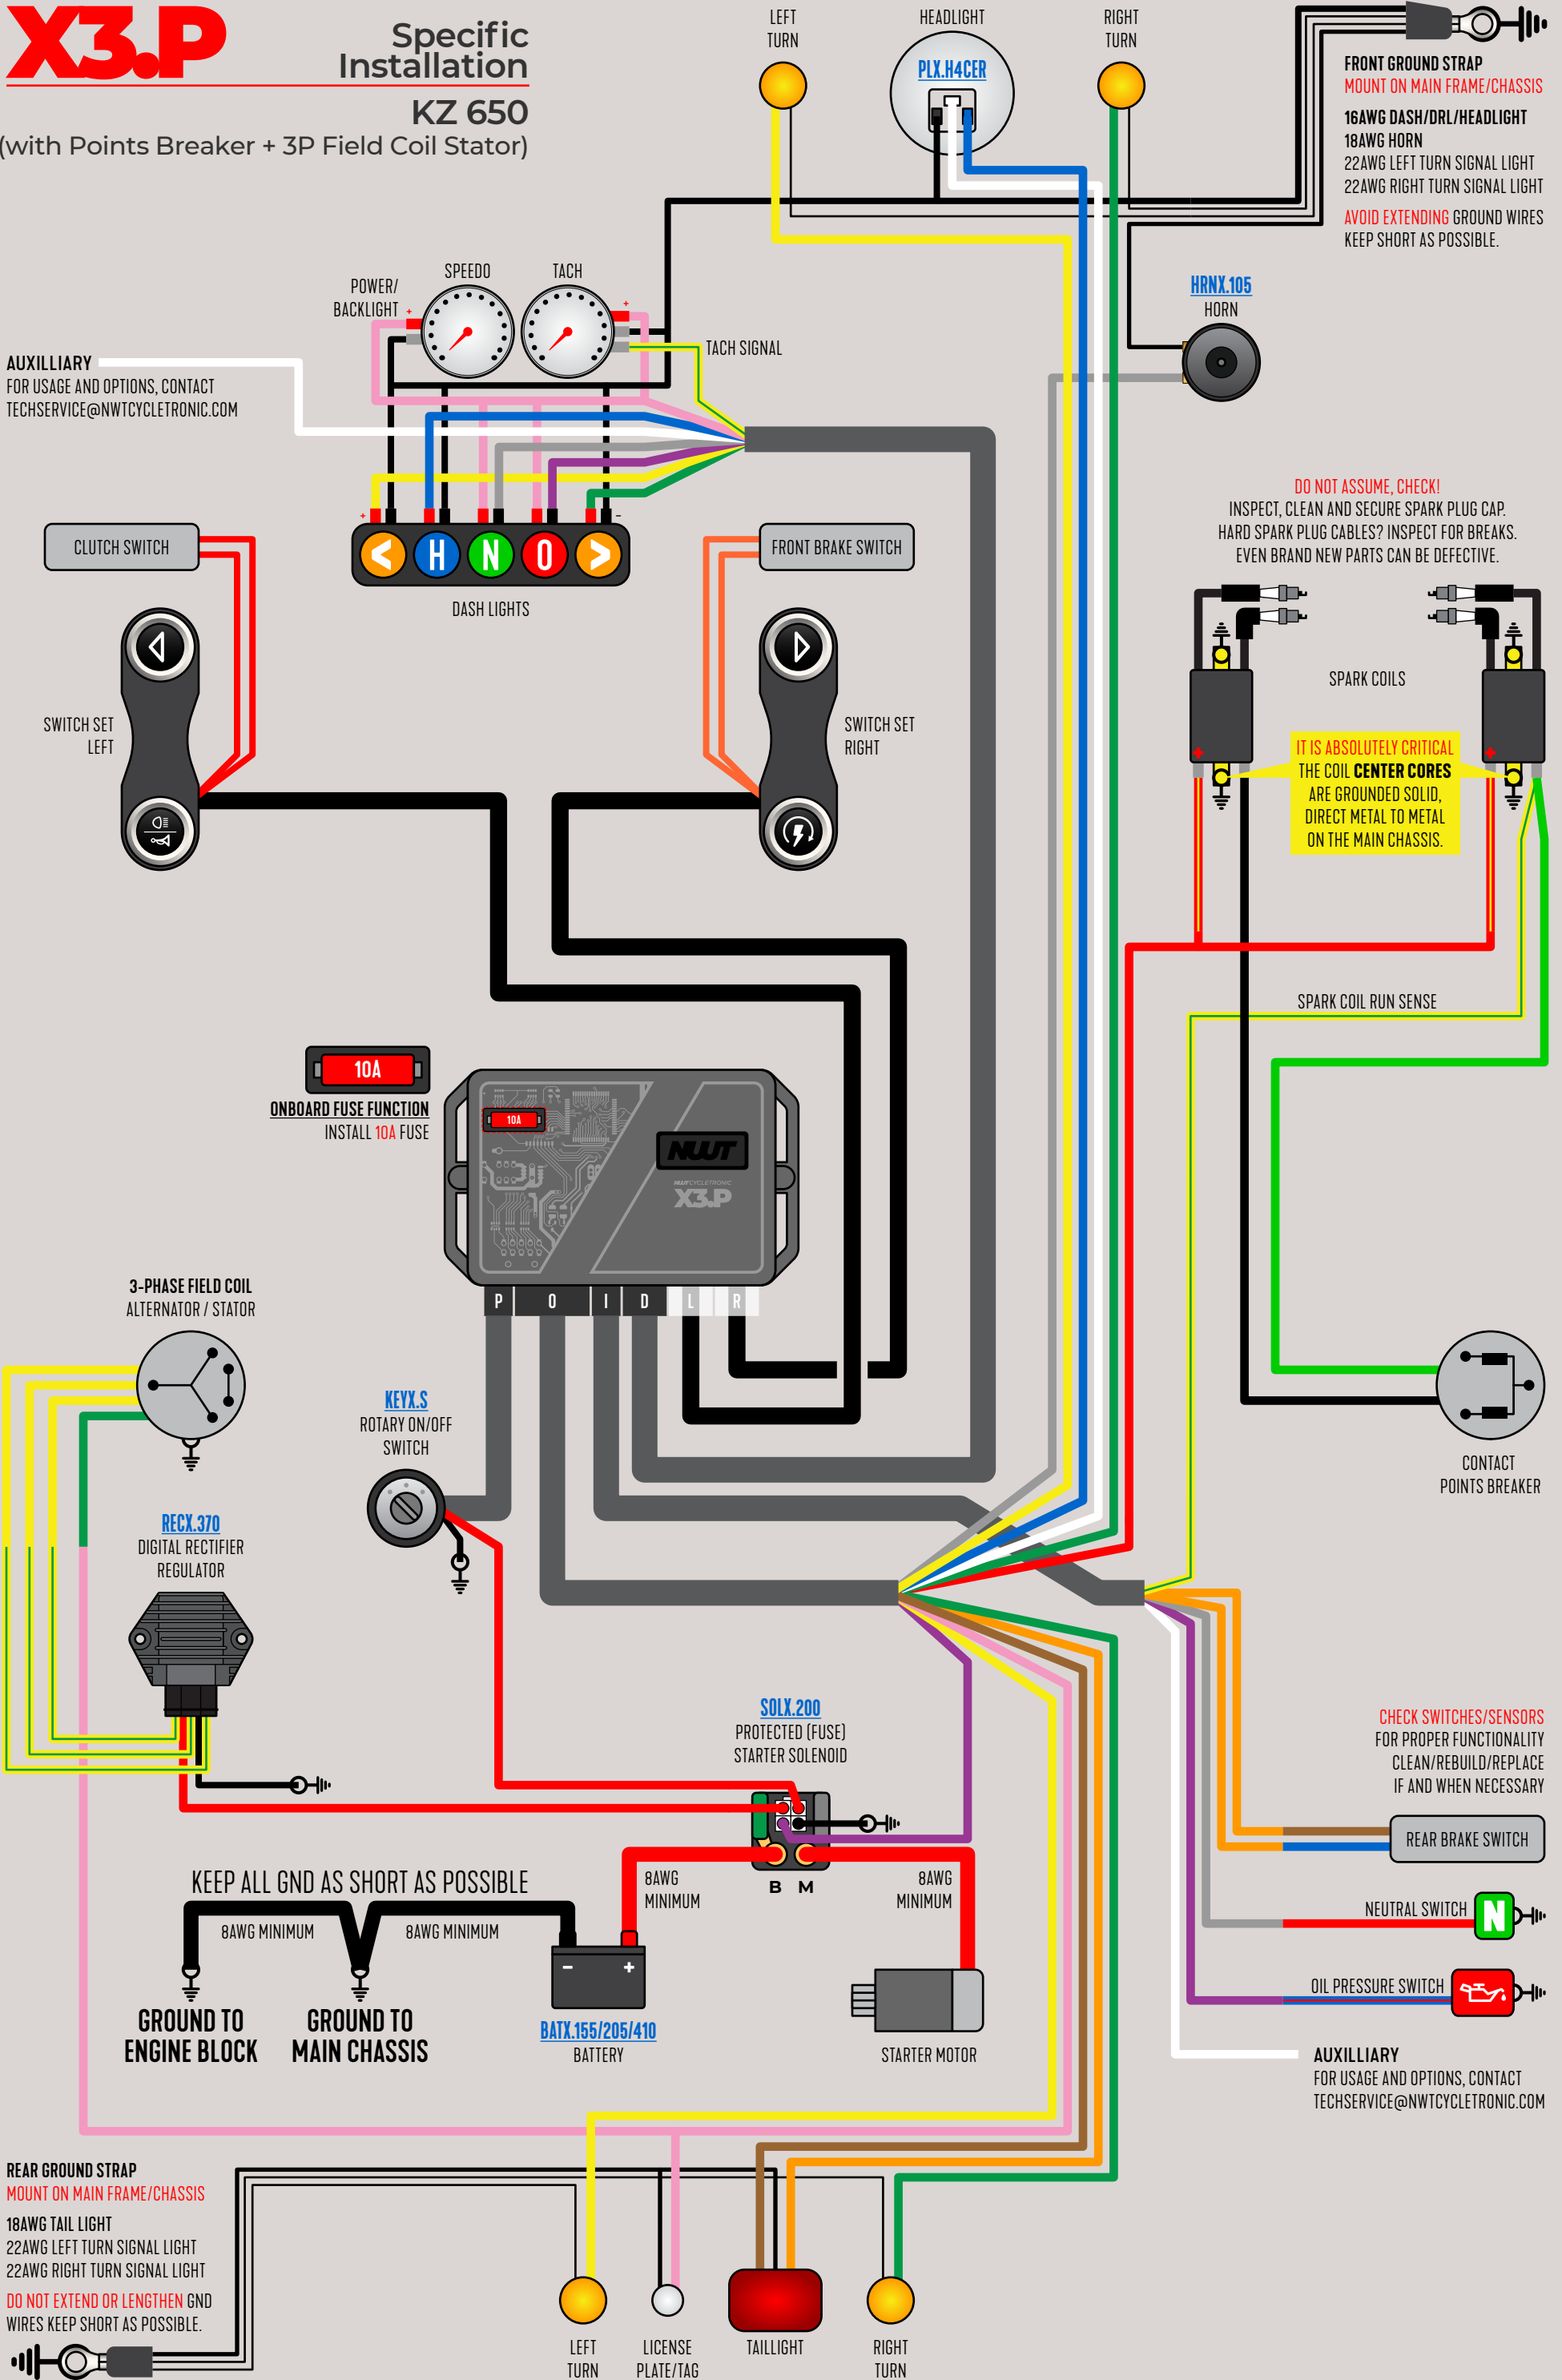 X3.P
Specific
Installation
KZ 650
(with Points Breaker + 3P Field Coil Stator)
LEFT
TURN
HEADLIGHT
PLX.H4CER
RIGHT
TURN
FRONT GROUND STRAP
MOUNT ON MAIN FRAME/CHASSIS
16AWG DASH/DRL/HEADLIGHT
18AWG HORN
22AWG LEFT TURN SIGNAL LIGHT
22AWG RIGHT TURN SIGNAL LIGHT
AVOID EXTENDING GROUND WIRES
KEEP SHORT AS POSSIBLE.
POWER/
BACKLIGHT
SPEEDO
TACH
+
+
TACH SIGNAL
HRNX.105
HORN
AUXILLIARY
FOR USAGE AND OPTIONS, CONTACT
TECHSERVICE@NWTCYCLETRONIC.COM
+
-
< H N O >
DASH LIGHTS
CLUTCH SWITCH
FRONT BRAKE SWITCH
SWITCH SET
LEFT
SWITCH SET
RIGHT
DO NOT ASSUME, CHECK!
INSPECT, CLEAN AND SECURE SPARK PLUG CAP.
HARD SPARK PLUG CABLES? INSPECT FOR BREAKS.
EVEN BRAND NEW PARTS CAN BE DEFECTIVE.
SPARK COILS
+
+
IT IS ABSOLUTELY CRITICAL
THE COIL CENTER CORES
ARE GROUNDED SOLID,
DIRECT METAL TO METAL
ON THE MAIN CHASSIS.
SPARK COIL RUN SENSE
10A
ONBOARD FUSE FUNCTION
INSTALL 10A FUSE
10A
NWT
NWT CYCLETRONIC
X3.P
P O I D L R
3-PHASE FIELD COIL
ALTERNATOR / STATOR
KEYX.S
ROTARY ON/OFF
SWITCH
CONTACT
POINTS BREAKER
RECX.370
DIGITAL RECTIFIER
REGULATOR
SOLX.200
PROTECTED (FUSE)
STARTER SOLENOID
B M
8AWG
MINIMUM
8AWG
MINIMUM
KEEP ALL GND AS SHORT AS POSSIBLE
8AWG MINIMUM
8AWG MINIMUM
- +
GROUND TO
ENGINE BLOCK
GROUND TO
MAIN CHASSIS
BATX.155/205/410
BATTERY
STARTER MOTOR
CHECK SWITCHES/SENSORS
FOR PROPER FUNCTIONALITY
CLEAN/REBUILD/REPLACE
IF AND WHEN NECESSARY
REAR BRAKE SWITCH
NEUTRAL SWITCH
N
OIL PRESSURE SWITCH
AUXILLIARY
FOR USAGE AND OPTIONS, CONTACT
TECHSERVICE@NWTCYCLETRONIC.COM
REAR GROUND STRAP
MOUNT ON MAIN FRAME/CHASSIS
18AWG TAIL LIGHT
22AWG LEFT TURN SIGNAL LIGHT
22AWG RIGHT TURN SIGNAL LIGHT
DO NOT EXTEND OR LENGTHEN GND
WIRES KEEP SHORT AS POSSIBLE.
LEFT
TURN
LICENSE
PLATE/TAG
TAILLIGHT
RIGHT
TURN